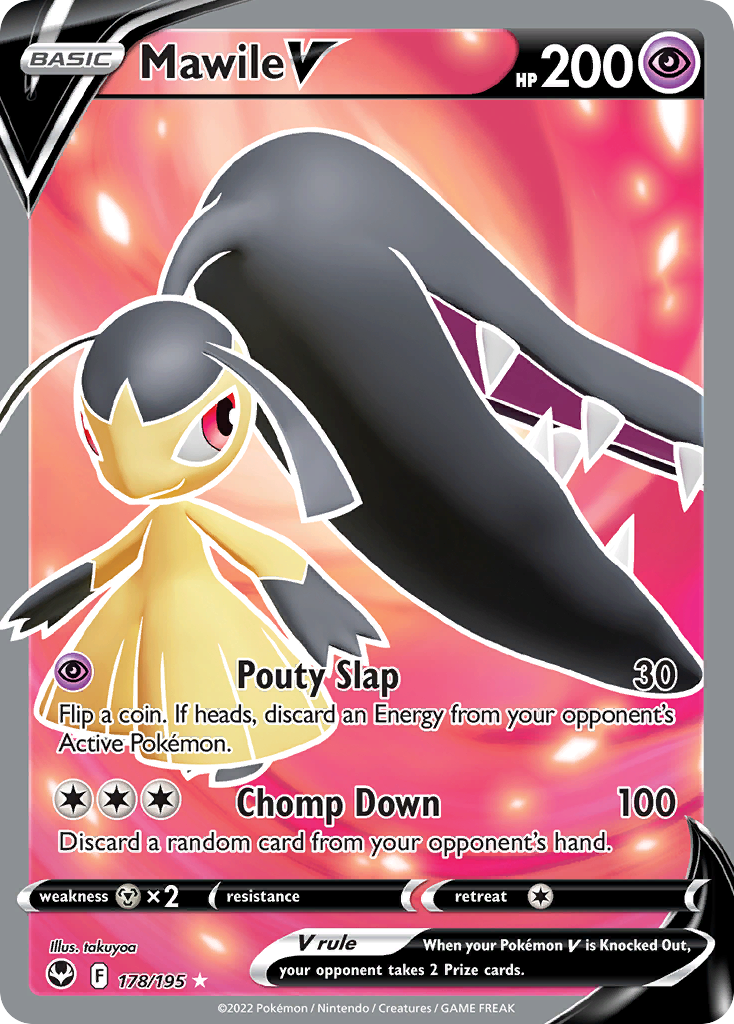 BASIC Mawile V HP 200
Pouty Slap 30
Flip a coin. If heads, discard an Energy from your opponent's
Active Pokémon.
Chomp Down 100
Discard a random card from your opponent's hand.
weakness ×2 resistance retreat
Illus. takuyoa
V rule When your Pokémon V is Knocked Out,
your opponent takes 2 Prize cards.
F 178/195 ★
©2022 Pokémon / Nintendo / Creatures / GAME FREAK